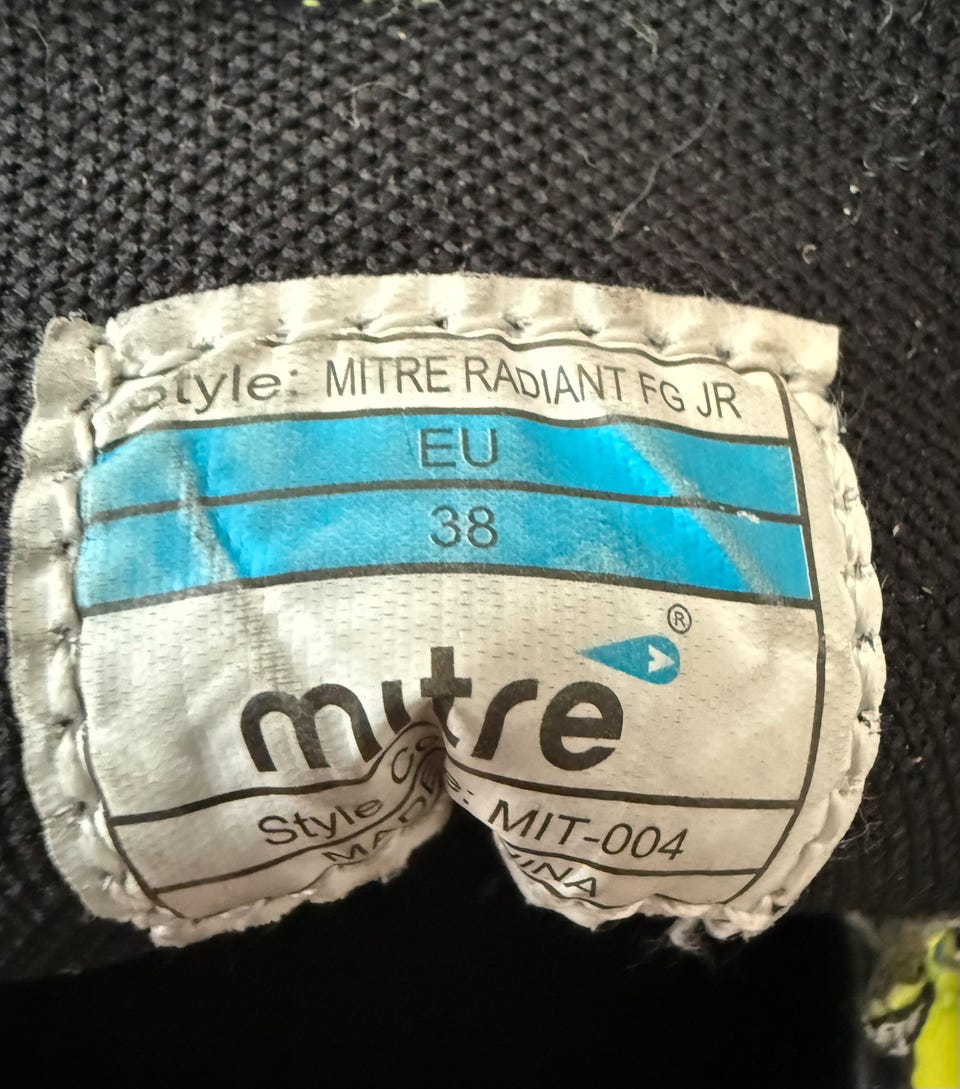 Style: MITRE RADIANT FG JR
EU
38
mitre®
Style MIT-004